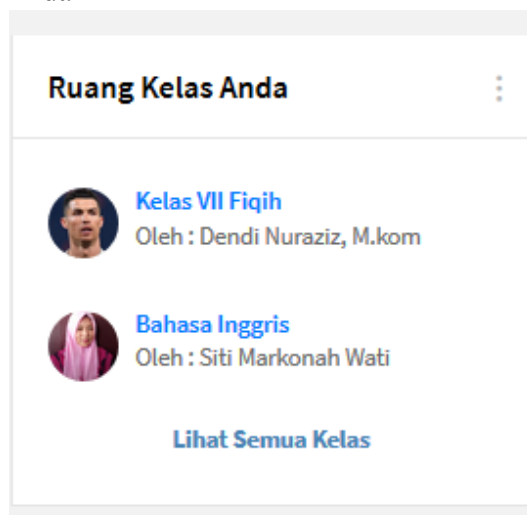 Ruang Kelas Anda
Kelas VII Fiqih
Oleh : Dendi Nuraziz, M.kom
Bahasa Inggris
Oleh : Siti Markonah Wati
Lihat Semua Kelas